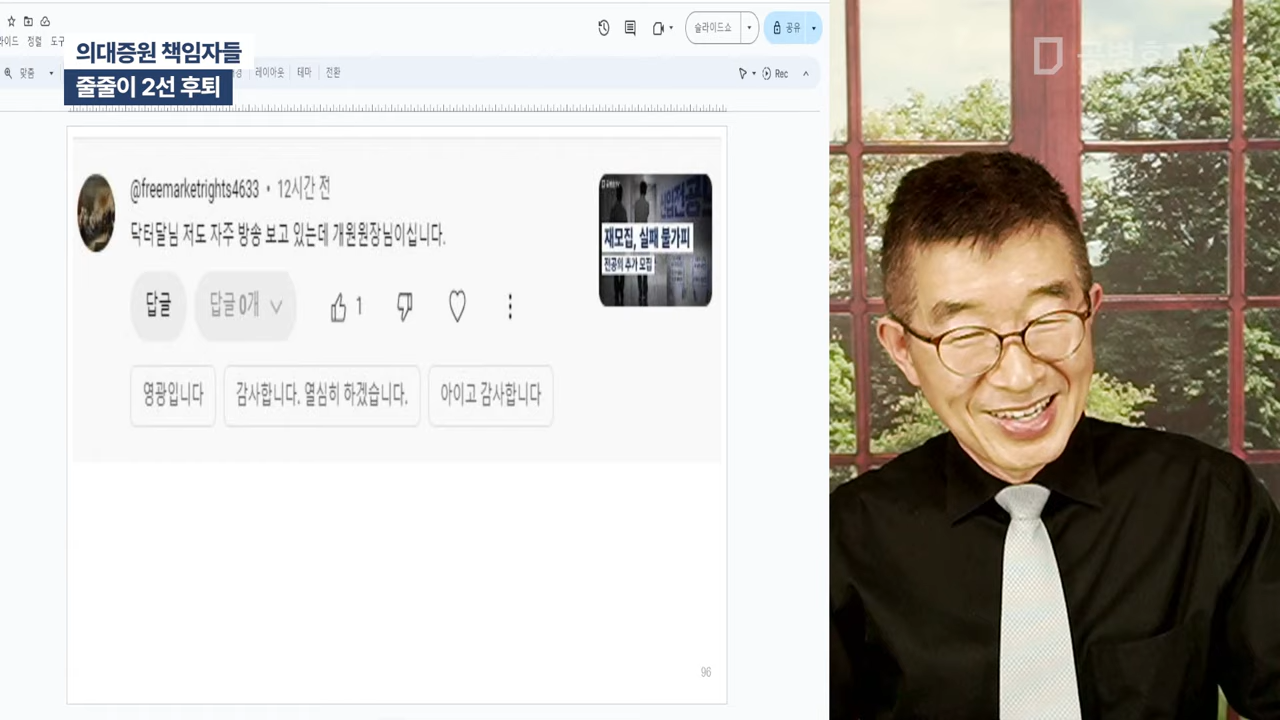 의대증원 책임자들
줄줄이 2선 후퇴
정렬
맞춤
레이아웃
테마
전환
슬라이드쇼
공유
Rec
@freemarketrights4633 • 12시간 전
닥터달님 저도 자주 방송 보고 있는데 개원원장님이십니다.
답글
답글 0개
1
영광입니다
감사합니다. 열심히 하겠습니다.
아이고 감사합니다
재모집, 실패 불가피
전공의 추가 모집
96